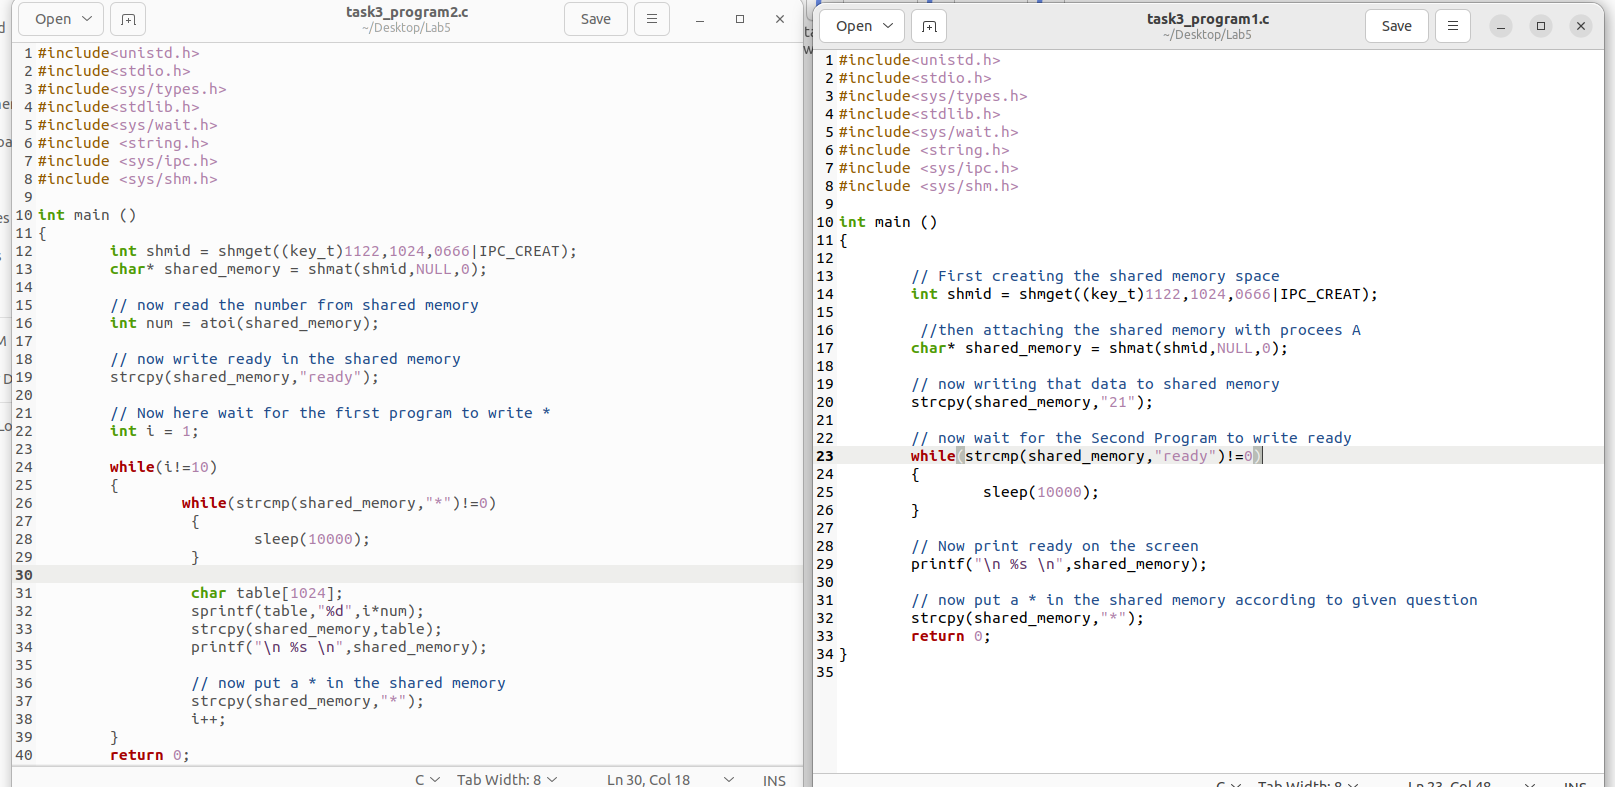 Open
task3_program2.c
~/Desktop/Lab5
Save
1 #include<unistd.h>
2 #include<stdio.h>
3 #include<sys/types.h>
4 #include<stdlib.h>
5 #include<sys/wait.h>
6 #include <string.h>
7 #include <sys/ipc.h>
8 #include <sys/shm.h>
9
10 int main ()
11 {
12 int shmid = shmget((key_t)1122,1024,0666|IPC_CREAT);
13 char* shared_memory = shmat(shmid,NULL,0);
14
15 // now read the number from shared memory
16 int num = atoi(shared_memory);
17
18 // now write ready in the shared memory
19 strcpy(shared_memory,"ready");
20
21 // Now here wait for the first program to write *
22 int i = 1;
23
24 while(i!=10)
25 {
26 while(strcmp(shared_memory,"*")!=0)
27 {
28 sleep(10000);
29 }
30
31 char table[1024];
32 sprintf(table,"%d",i*num);
33 strcpy(shared_memory,table);
34 printf("\n %s \n",shared_memory);
35
36 // now put a * in the shared memory
37 strcpy(shared_memory,"*");
38 i++;
39 }
40 return 0;
C Tab Width: 8 Ln 30, Col 18 INS
Open
task3_program1.c
~/Desktop/Lab5
Save
1 #include<unistd.h>
2 #include<stdio.h>
3 #include<sys/types.h>
4 #include<stdlib.h>
5 #include<sys/wait.h>
6 #include <string.h>
7 #include <sys/ipc.h>
8 #include <sys/shm.h>
9
10 int main ()
11 {
12
13 // First creating the shared memory space
14 int shmid = shmget((key_t)1122,1024,0666|IPC_CREAT);
15
16 //then attaching the shared memory with procees A
17 char* shared_memory = shmat(shmid,NULL,0);
18
19 // now writing that data to shared memory
20 strcpy(shared_memory,"21");
21
22 // now wait for the Second Program to write ready
23 while(strcmp(shared_memory,"ready")!=0)
24 {
25 sleep(10000);
26 }
27
28 // Now print ready on the screen
29 printf("\n %s \n",shared_memory);
30
31 // now put a * in the shared memory according to given question
32 strcpy(shared_memory,"*");
33 return 0;
34 }
35
C Tab Width: 8 Ln 23, Col 48 INS